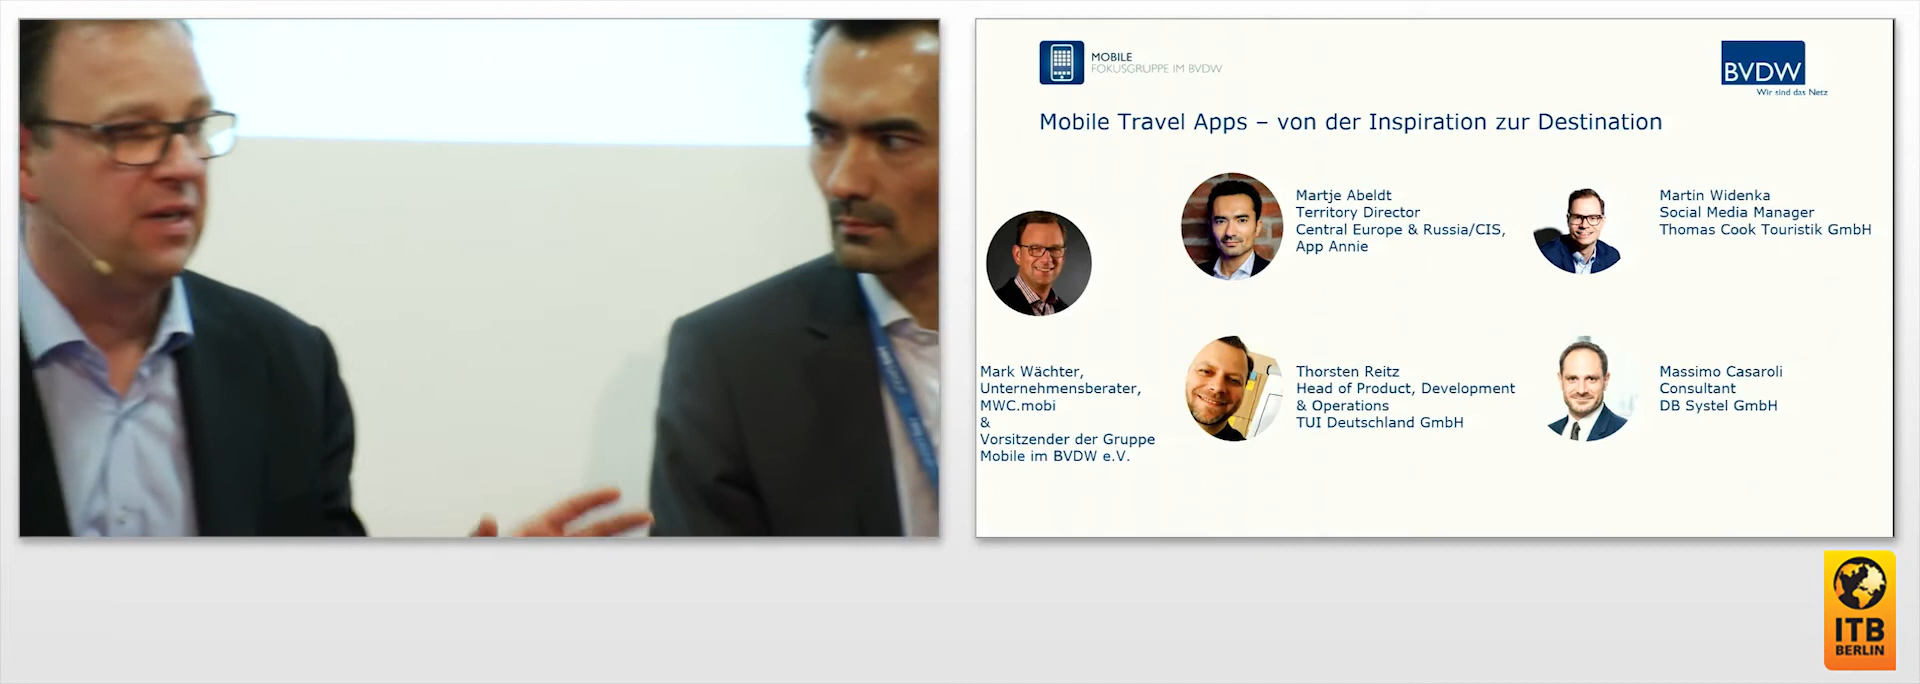 MOBILE
FOKUSGRUPPE IM BVDW
BVDW
Wir sind das Netz
Mobile Travel Apps – von der Inspiration zur Destination
Martje Abeldt
Territory Director
Central Europe & Russia/CIS,
App Annie
Martin Widenka
Social Media Manager
Thomas Cook Touristik GmbH
Mark Wächter,
Unternehmensberater,
MWC.mobi
&
Vorsitzender der Gruppe
Mobile im BVDW e.V.
Thorsten Reitz
Head of Product, Development
& Operations
TUI Deutschland GmbH
Massimo Casaroli
Consultant
DB Systel GmbH
ITB
BERLIN